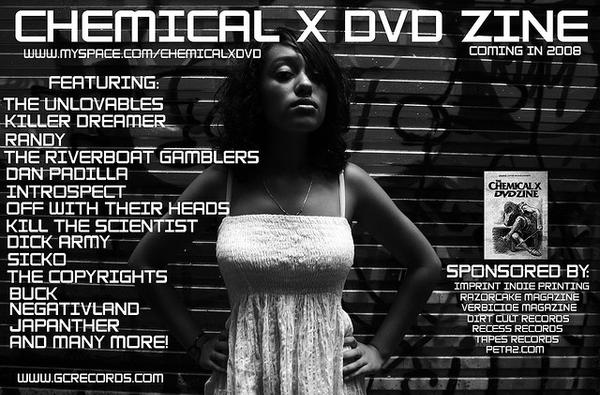 CHEMICAL X DVD ZINE
WWW.MYSPACE.COM/CHEMICALXDVD
COMING IN 2008
FEATURING:
THE UNLOVABLES
KILLER DREAMER
RANDY
THE RIVERBOAT GAMBLERS
DAN PADILLA
INTROSPECT
OFF WITH THEIR HEADS
KILL THE SCIENTIST
DICK ARMY
SICKO
THE COPYRIGHTS
BUCK
NEGATIVLAND
JAPANTHER
AND MANY MORE!
WWW.GCRECORDS.COM
THE
CHEMICAL X
DVD ZINE
SPONSORED BY:
IMPRINT INDIE PRINTING
RAZORCAKE MAGAZINE
VERBICIDE MAGAZINE
DIRT CULT RECORDS
RECESS RECORDS
TAPES RECORDS
PETA2.COM